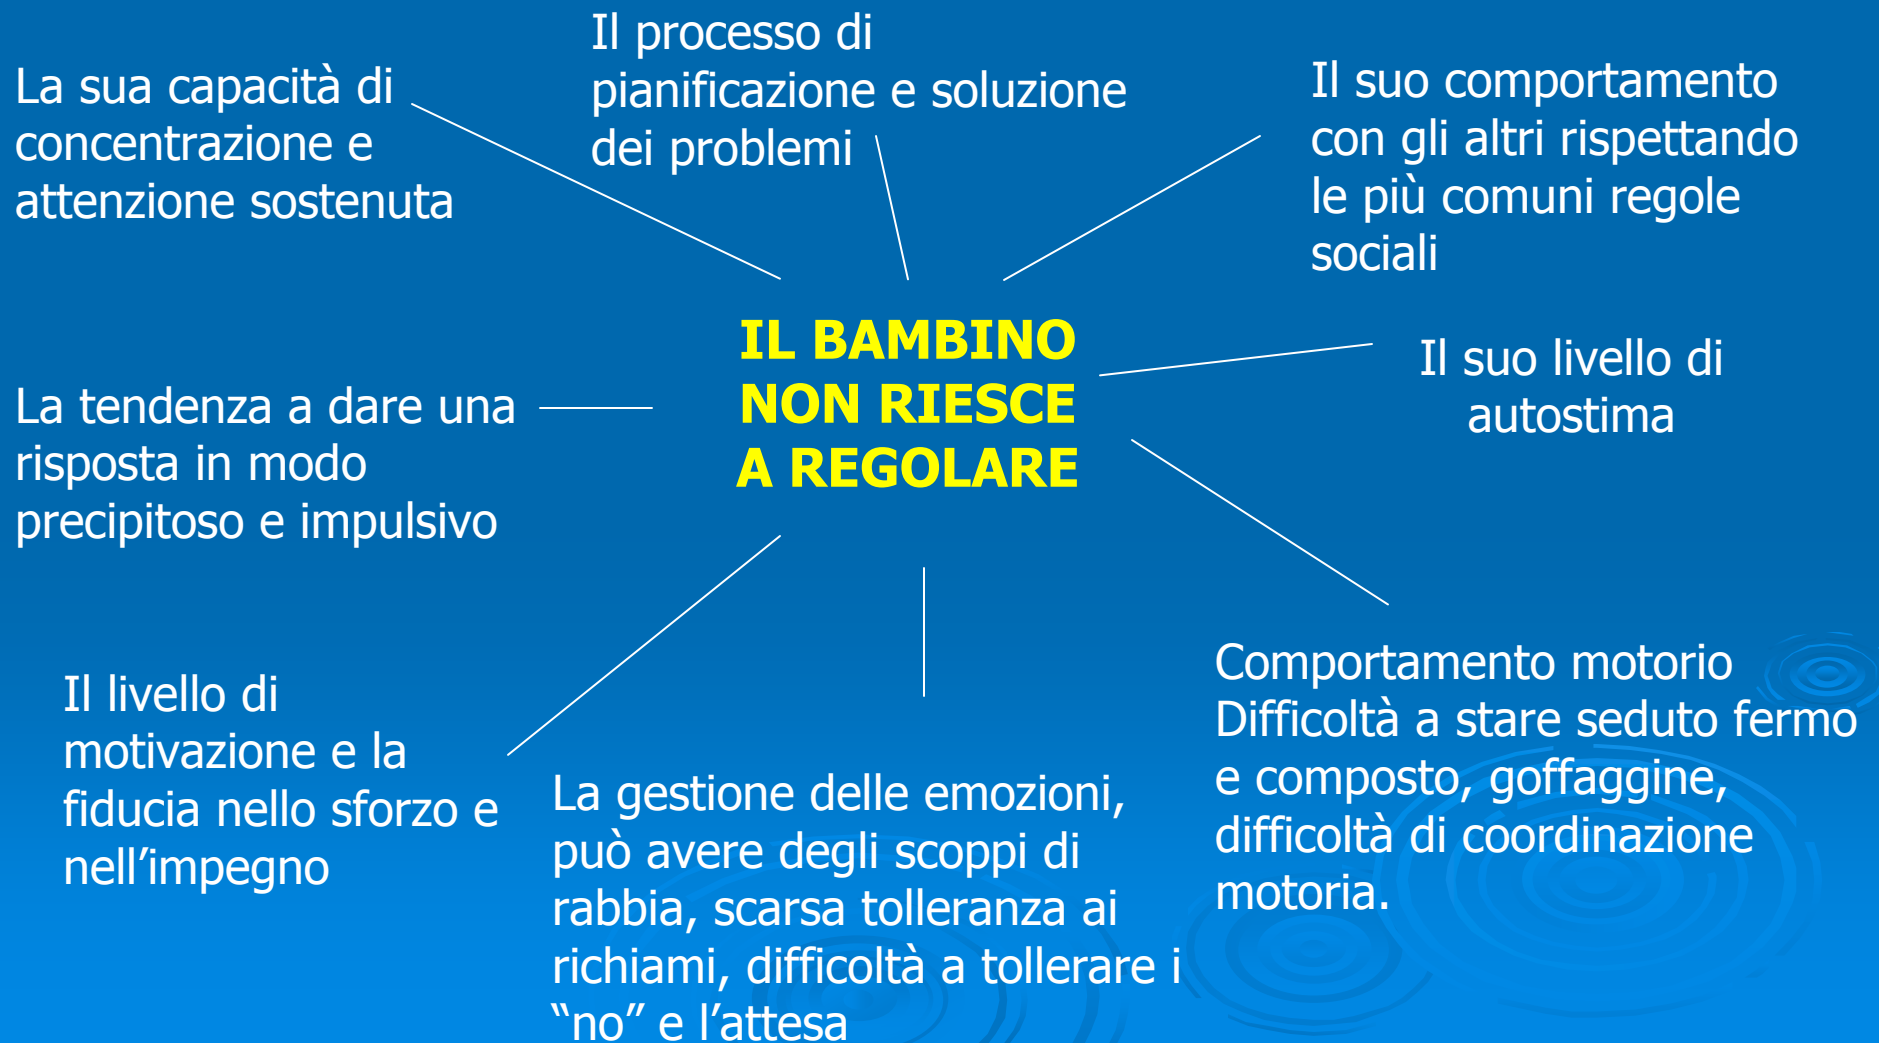 La sua capacità di
concentrazione e
attenzione sostenuta
Il processo di
pianificazione e soluzione
dei problemi
Il suo comportamento
con gli altri rispettando
le più comuni regole
sociali
IL BAMBINO
NON RIESCE
A REGOLARE
Il suo livello di
autostima
La tendenza a dare una
risposta in modo
precipitoso e impulsivo
Il livello di
motivazione e la
fiducia nello sforzo e
nell’impegno
La gestione delle emozioni,
può avere degli scoppi di
rabbia, scarsa tolleranza ai
richiami, difficoltà a tollerare i
“no” e l’attesa
Comportamento motorio
Difficoltà a stare seduto fermo
e composto, goffaggine,
difficoltà di coordinazione
motoria.